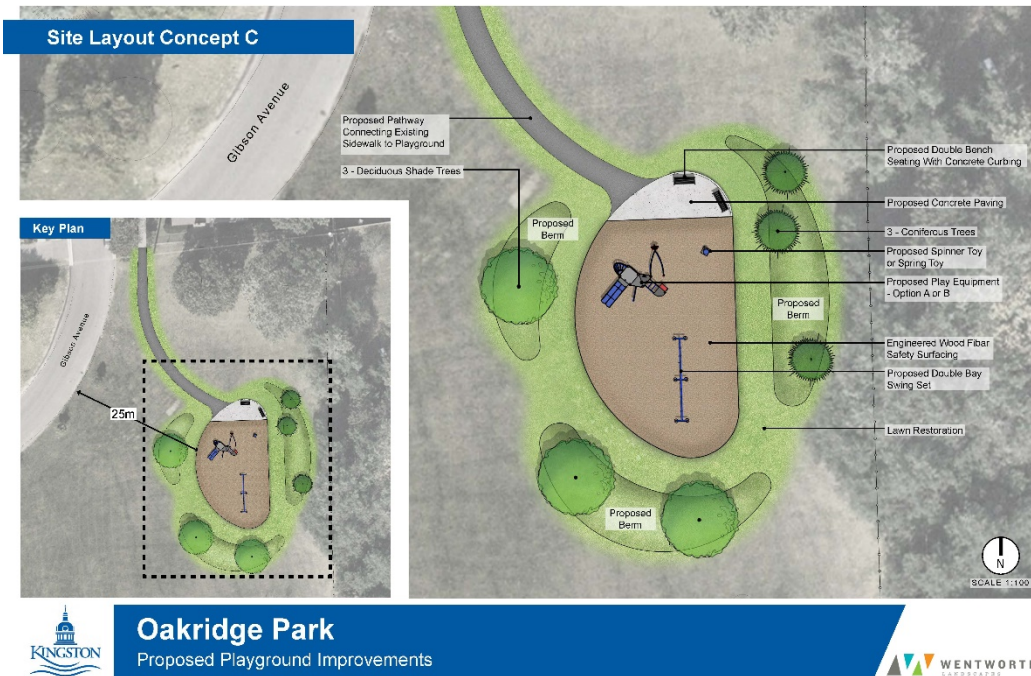 Site Layout Concept C
Gibson Avenue
Proposed Pathway
Connecting Existing
Sidewalk to Playground
3 - Deciduous Shade Trees
Proposed
Berm
Proposed Double Bench
Seating With Concrete Curbing
Proposed Concrete Paving
3 - Coniferous Trees
Proposed Spinner Toy
or Spring Toy
Proposed Play Equipment
- Option A or B
Proposed
Berm
Engineered Wood Fibar
Safety Surfacing
Proposed Double Bay
Swing Set
Lawn Restoration
Proposed
Berm
Key Plan
Gibson Avenue
25m
N
SCALE 1:100
KINGSTON
Oakridge Park
Proposed Playground Improvements
WENTWORTH
LANDSCAPES